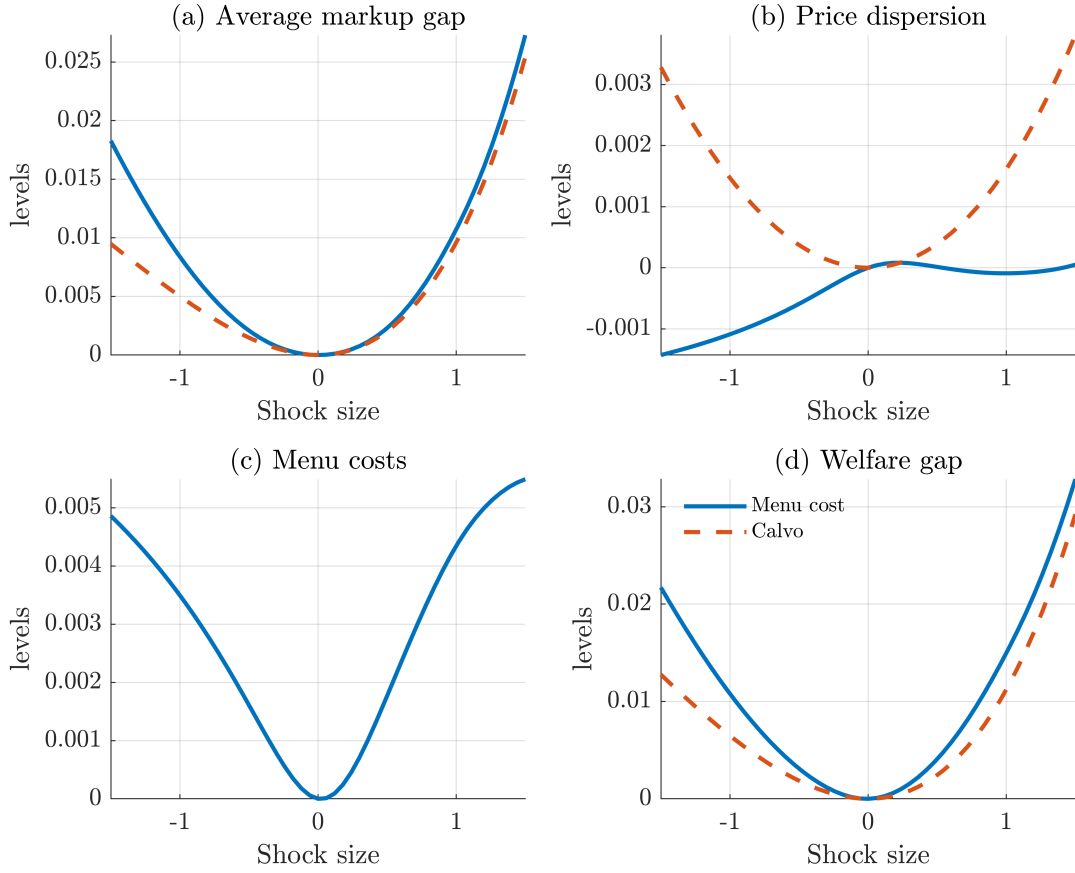 (a) Average markup gap
0.025
0.02
0.015
0.01
0.005
0
levels
-1 0 1
Shock size
(b) Price dispersion
0.003
0.002
0.001
0
-0.001
levels
-1 0 1
Shock size
(c) Menu costs
0.005
0.004
0.003
0.002
0.001
0
levels
-1 0 1
Shock size
(d) Welfare gap
0.03
0.02
0.01
0
levels
Menu cost
Calvo
-1 0 1
Shock size